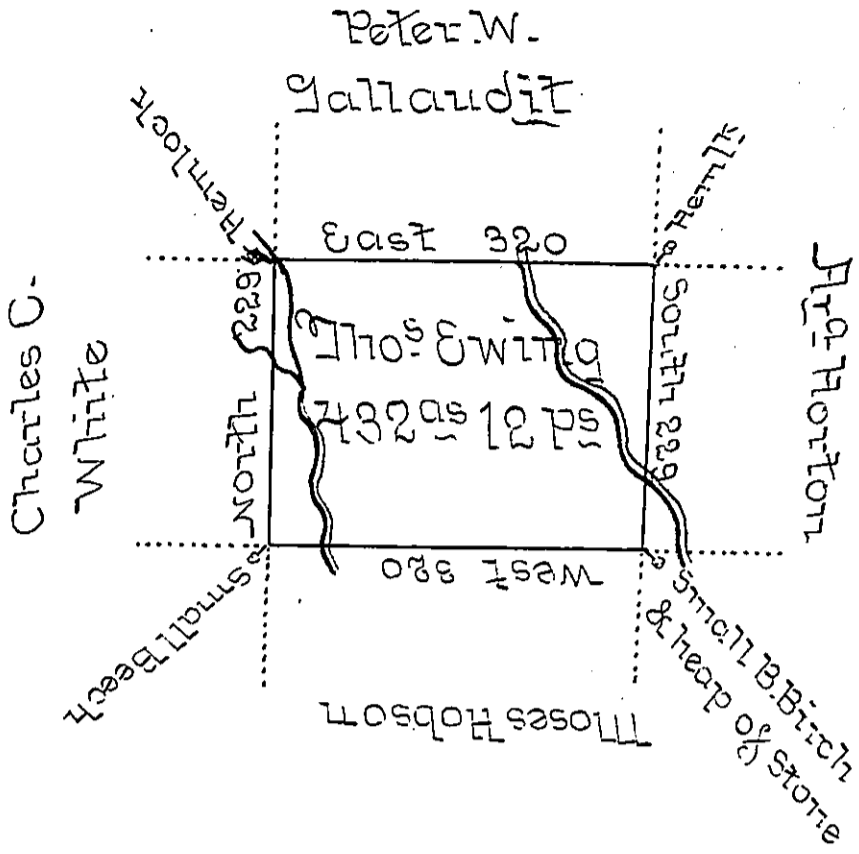 Peter W.
Gallaudit
Hemlock
Hemlk
East 320
Charles C.
White
North 229
Thos Ewing
432as 12ps
South 229
Asa Horton
West 320
Small Beech
Small B. Birch
& heap of stone
Moses Hobson